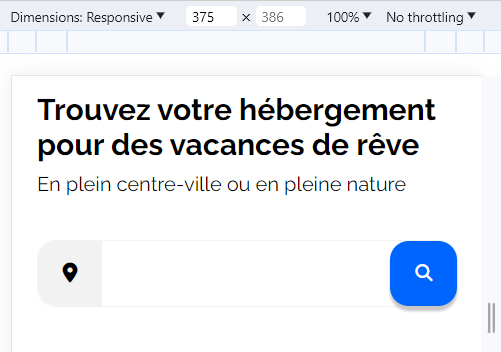 Dimensions: Responsive ▼ 375 × 386 100% ▼ No throttling ▼
Trouvez votre hébergement
pour des vacances de rêve
En plein centre-ville ou en pleine nature